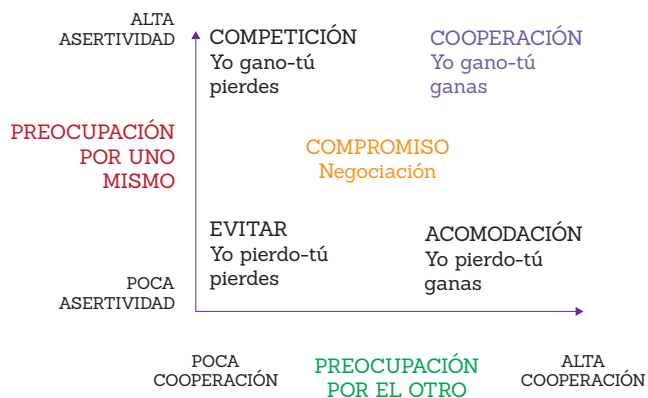 ALTA
ASERTIVIDAD
COMPETICIÓN
Yo gano-tú
pierdes
COOPERACIÓN
Yo gano-tú
ganas
PREOCUPACIÓN
POR UNO
MISMO
COMPROMISO
Negociación
EVITAR
Yo pierdo-tú
pierdes
ACOMODACIÓN
Yo pierdo-tú
ganas
POCA
ASERTIVIDAD
POCA
COOPERACIÓN
PREOCUPACIÓN
POR EL OTRO
ALTA
COOPERACIÓN